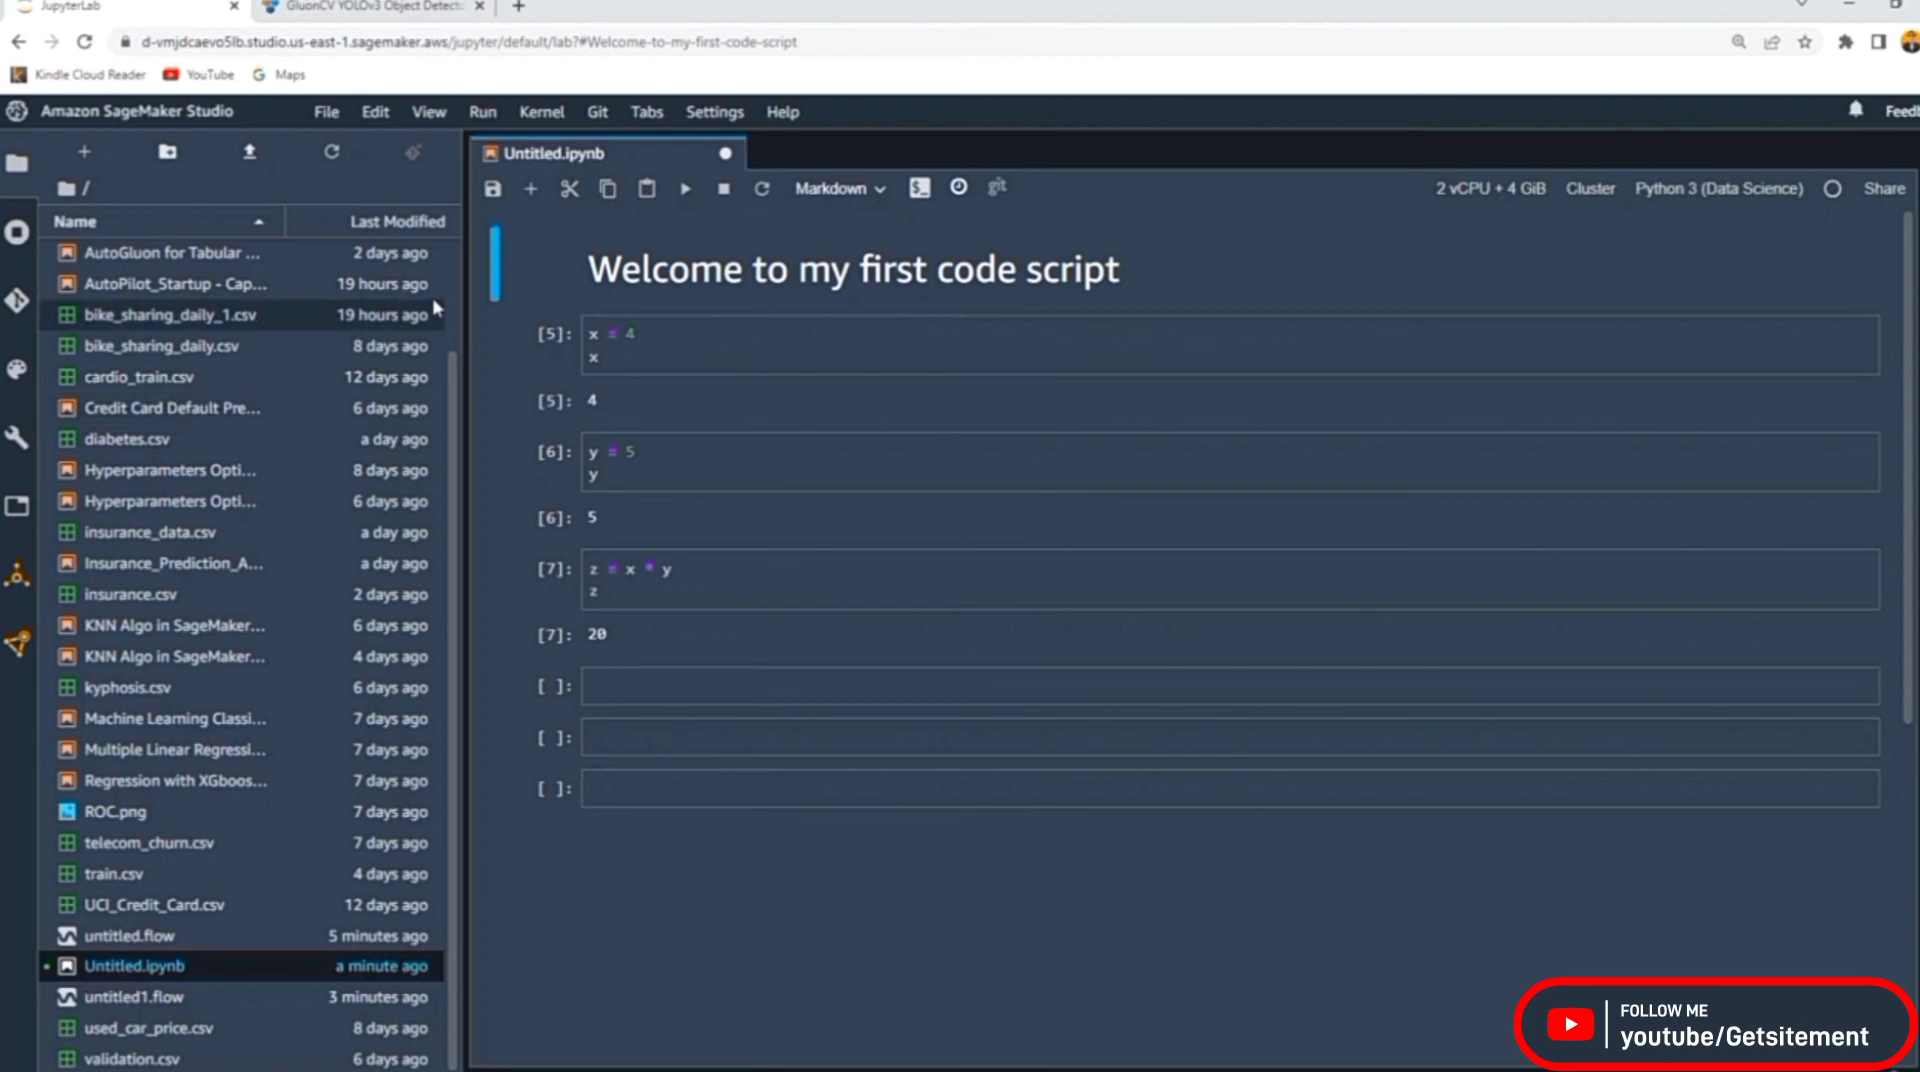 JupyterLab
GluonCV YOLOv3 Object Detect
d-vmjdcaevo5lb.studio.us-east-1.sagemaker.aws/jupyter/default/lab?#Welcome-to-my-first-code-script
Kindle Cloud Reader YouTube Maps
Amazon SageMaker Studio File Edit View Run Kernel Git Tabs Settings Help Feedb
Untitled.ipynb
/
Markdown git 2 vCPU + 4 GiB Cluster Python 3 (Data Science) Share
Name Last Modified
AutoGluon for Tabular ... 2 days ago
AutoPilot_Startup - Cap... 19 hours ago
bike_sharing_daily_1.csv 19 hours ago
bike_sharing_daily.csv 8 days ago
cardio_train.csv 12 days ago
Credit Card Default Pre... 6 days ago
diabetes.csv a day ago
Hyperparameters Opti... 8 days ago
Hyperparameters Opti... 6 days ago
insurance_data.csv a day ago
Insurance_Prediction_A... a day ago
insurance.csv 2 days ago
KNN Algo in SageMaker... 6 days ago
KNN Algo in SageMaker... 4 days ago
kyphosis.csv 6 days ago
Machine Learning Classi... 7 days ago
Multiple Linear Regressi... 7 days ago
Regression with XGboos... 7 days ago
ROC.png 7 days ago
telecom_churn.csv 7 days ago
train.csv 4 days ago
UCI_Credit_Card.csv 12 days ago
untitled.flow 5 minutes ago
Untitled.ipynb a minute ago
untitled1.flow 3 minutes ago
used_car_price.csv 8 days ago
validation.csv 6 days ago
Welcome to my first code script
[5]: x = 4
x
[5]: 4
[6]: y = 5
y
[6]: 5
[7]: z = x * y
z
[7]: 20
[ ]:
[ ]:
[ ]:
FOLLOW ME
youtube/Getsitement